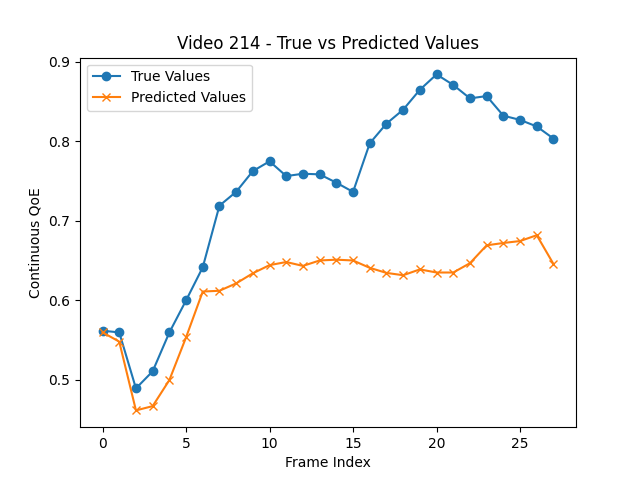 Video 214 - True vs Predicted Values
True Values
Predicted Values
Continuous QoE
0.9
0.8
0.7
0.6
0.5
0
5
10
15
20
25
Frame Index